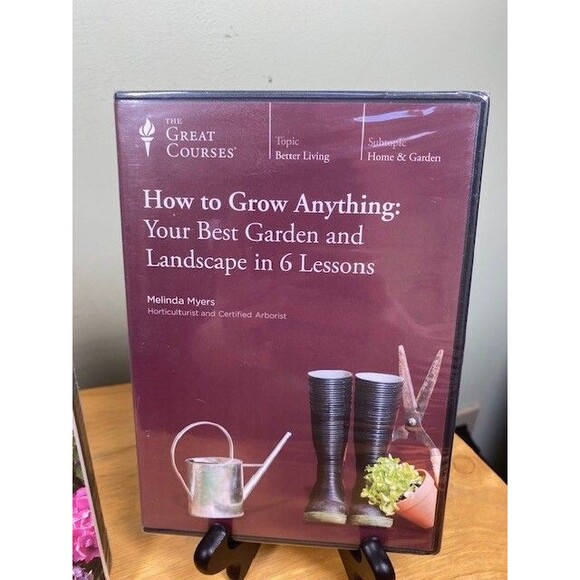 THE
GREAT
COURSES®
Topic
Better Living
Subtopic
Home & Garden
How to Grow Anything:
Your Best Garden and
Landscape in 6 Lessons
Melinda Myers
Horticulturist and Certified Arborist